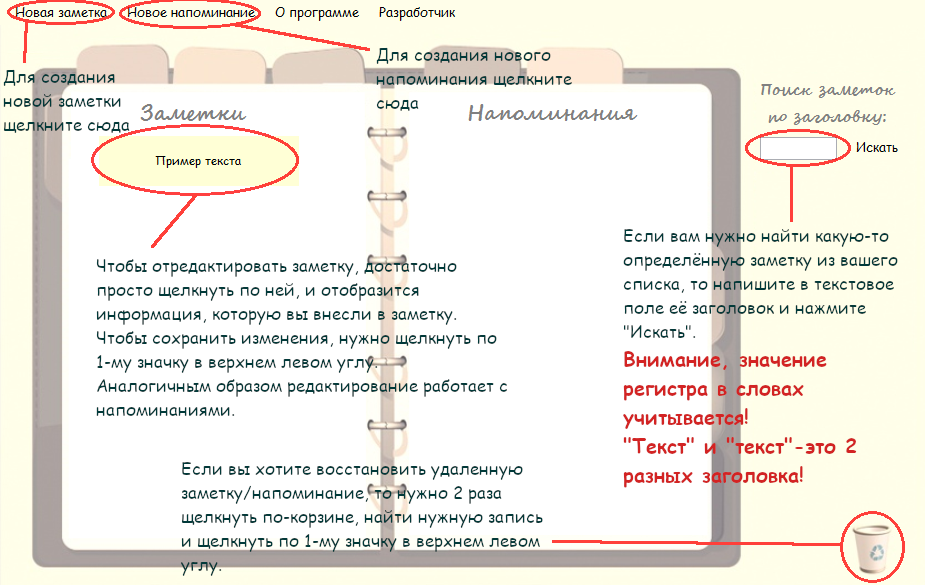 Новая заметка Новое напоминание О программе Разработчик
Для создания
новой заметки
щелкните сюда
Для создания нового
напоминания щелкните
сюда
Заметки
Напоминания
Поиск заметок
по заголовку:
Искать
Пример текста
Чтобы отредактировать заметку, достаточно
просто щелкнуть по ней, и отобразится
информация, которую вы внесли в заметку.
Чтобы сохранить изменения, нужно щелкнуть по
1-му значку в верхнем левом углу.
Аналогичным образом редактирование работает с
напоминаниями.
Если вам нужно найти какую-то
определённую заметку из вашего
списка, то напишите в текстовое
поле её заголовок и нажмите
"Искать".
Внимание, значение
регистра в словах
учитывается!
"Текст" и "текст"-это 2
разных заголовка!
Если вы хотите восстановить удаленную
заметку/напоминание, то нужно 2 раза
щелкнуть по-корзине, найти нужную запись
и щелкнуть по 1-му значку в верхнем левом
углу.